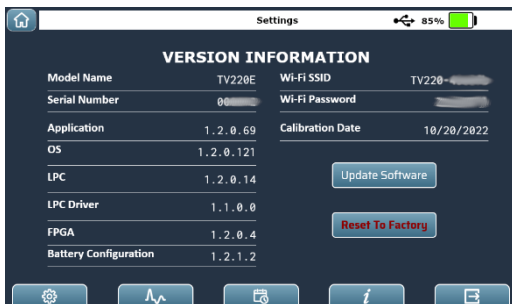 Settings
85%
VERSION INFORMATION
Model Name TV220E
Wi-Fi SSID TV220-
Serial Number 00
Wi-Fi Password
Application 1.2.0.69
Calibration Date 10/20/2022
OS 1.2.0.121
LPC 1.2.0.14
Update Software
LPC Driver 1.1.0.0
Reset To Factory
FPGA 1.2.0.4
Battery Configuration 1.2.1.2
i